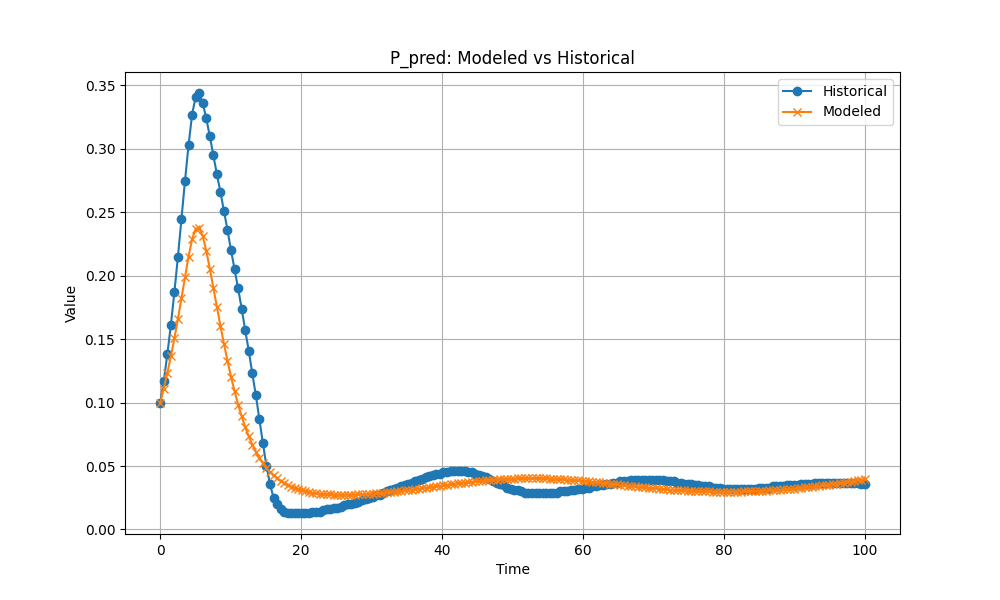 P_pred: Modeled vs Historical
Historical
Modeled
0.35
0.30
0.25
0.20
0.15
0.10
0.05
0.00
Value
0 20 40 60 80 100
Time